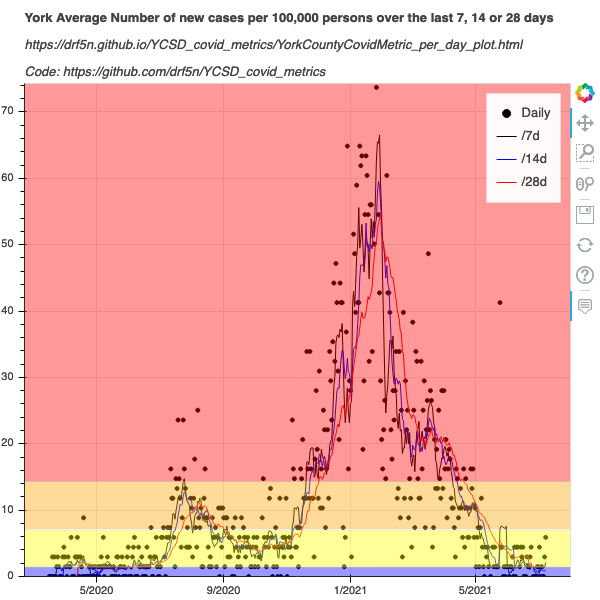 York Average Number of new cases per 100,000 persons over the last 7, 14 or 28 days
https://drf5n.github.io/YCSD_covid_metrics/YorkCountyCovidMetric_per_day_plot.html
Code: https://github.com/drf5n/YCSD_covid_metrics
70
60
50
40
30
20
10
0
Daily
/7d
/14d
/28d
5/2020
9/2020
1/2021
5/2021